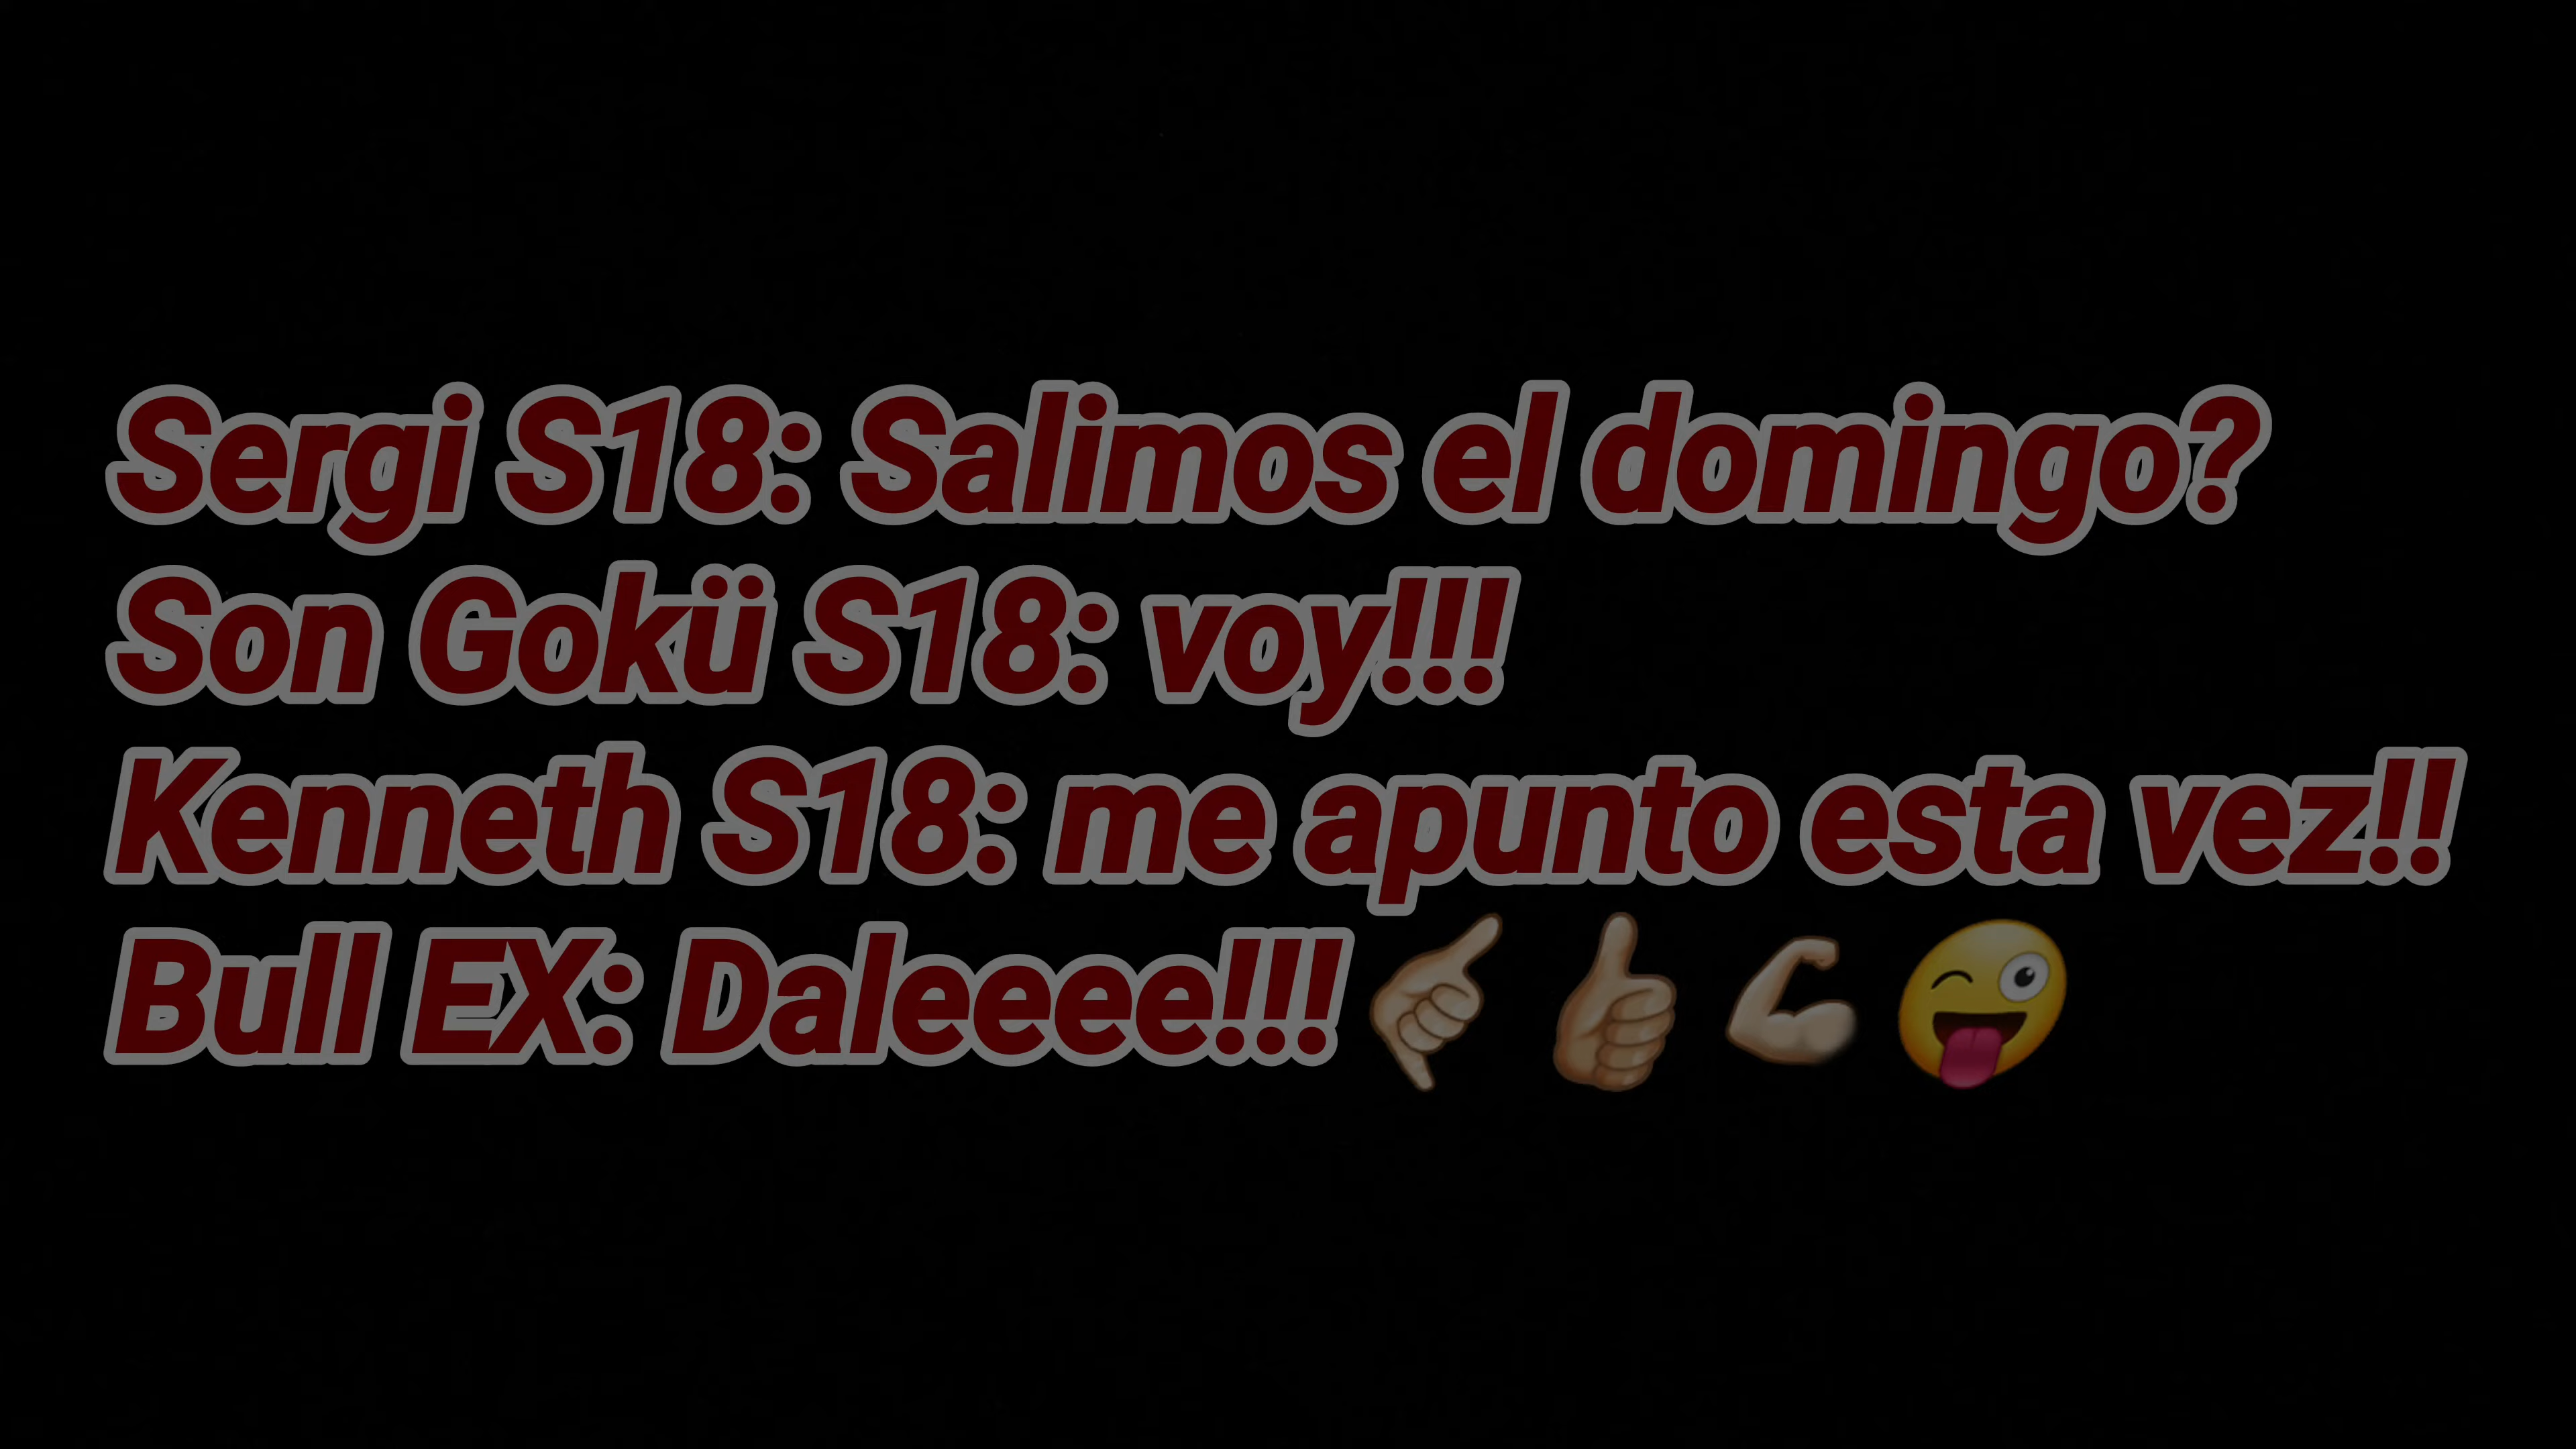 Sergi S18: Salimos el domingo?
Son Gokü S18: voy!!!
Kenneth S18: me apunto esta vez!!
Bull EX: Daleeee!!!🤙🏼👍🏼💪🏼😜